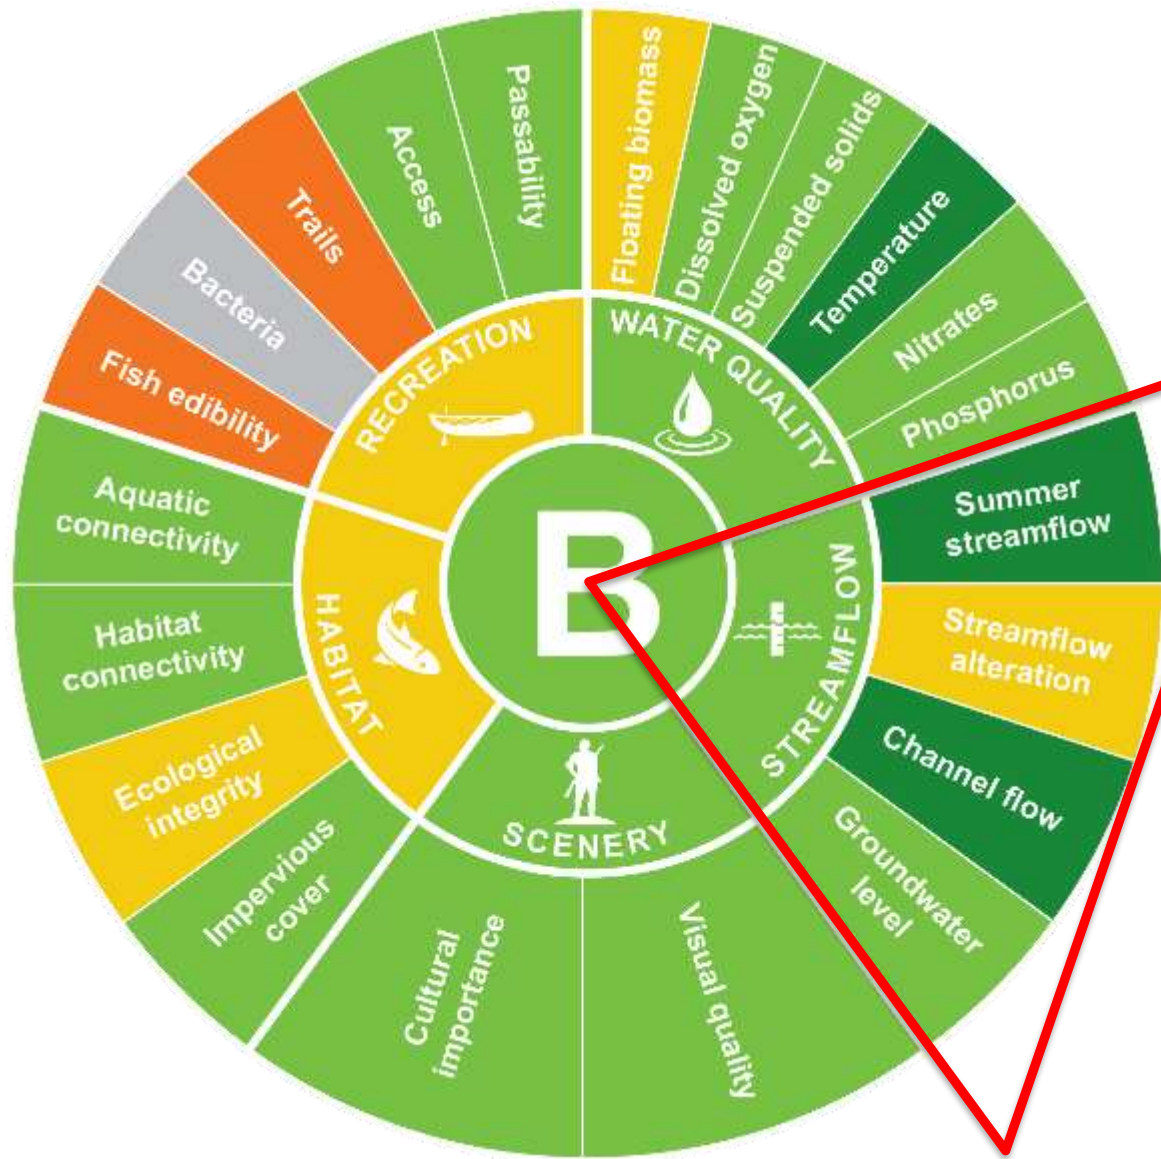 Floating biomass
Dissolved oxygen
Suspended solids
Temperature
Nitrates
Phosphorus
Summer
streamflow
Streamflow
alteration
Channel flow
Groundwater
level
Visual quality
Cultural
importance
Impervious
cover
Ecological
integrity
Habitat
connectivity
Aquatic
connectivity
Fish edibility
Bacteria
Trails
Access
Passability
WATER QUALITY
STREAMFLOW
SCENERY
HABITAT
RECREATION
B